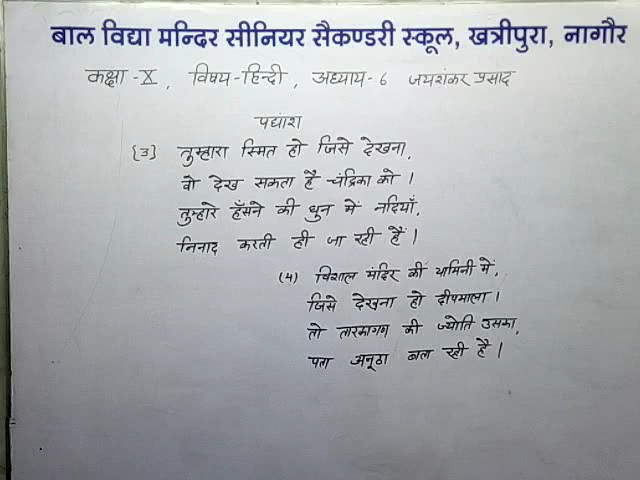 बाल विद्या मन्दिर सीनियर सैकण्डरी स्कूल, खत्रीपुरा, नागौर
कक्षा -X, विषय-हिन्दी, अध्याय-6 जयशंकर प्रसाद
पद्यांश
(3) तुम्हारा स्मित हो जिसे देखना,
वो देख सकता है चंद्रिका को।
तुम्हारे हँसने की धुन में नदियाँ,
निनाद करती ही जा रही हैं।
(4) विशाल मंदिर की यामिनी में,
जिसे देखना हो दीपमाला।
तो तारकागण की ज्योति उसका,
पता अनूठा बता रही है।